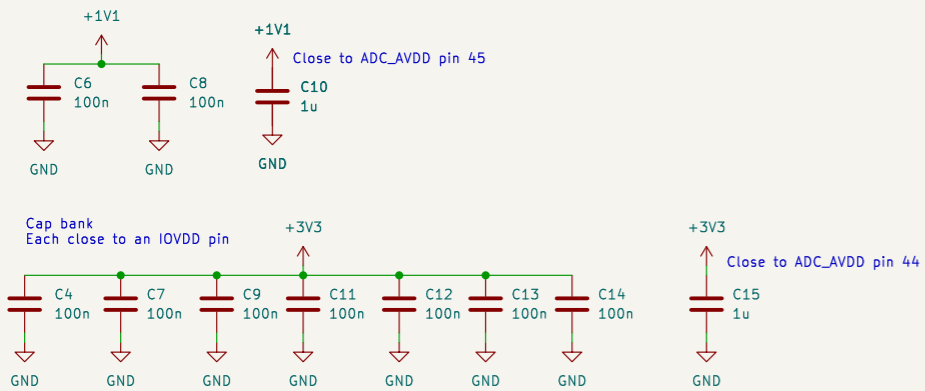 +1V1
+1V1
Close to ADC_AVDD pin 45
C6
100n
C8
100n
C10
1u
GND
GND
GND
Cap bank
Each close to an IOVDD pin
+3V3
+3V3
Close to ADC_AVDD pin 44
C4
100n
C7
100n
C9
100n
C11
100n
C12
100n
C13
100n
C14
100n
C15
1u
GND
GND
GND
GND
GND
GND
GND
GND